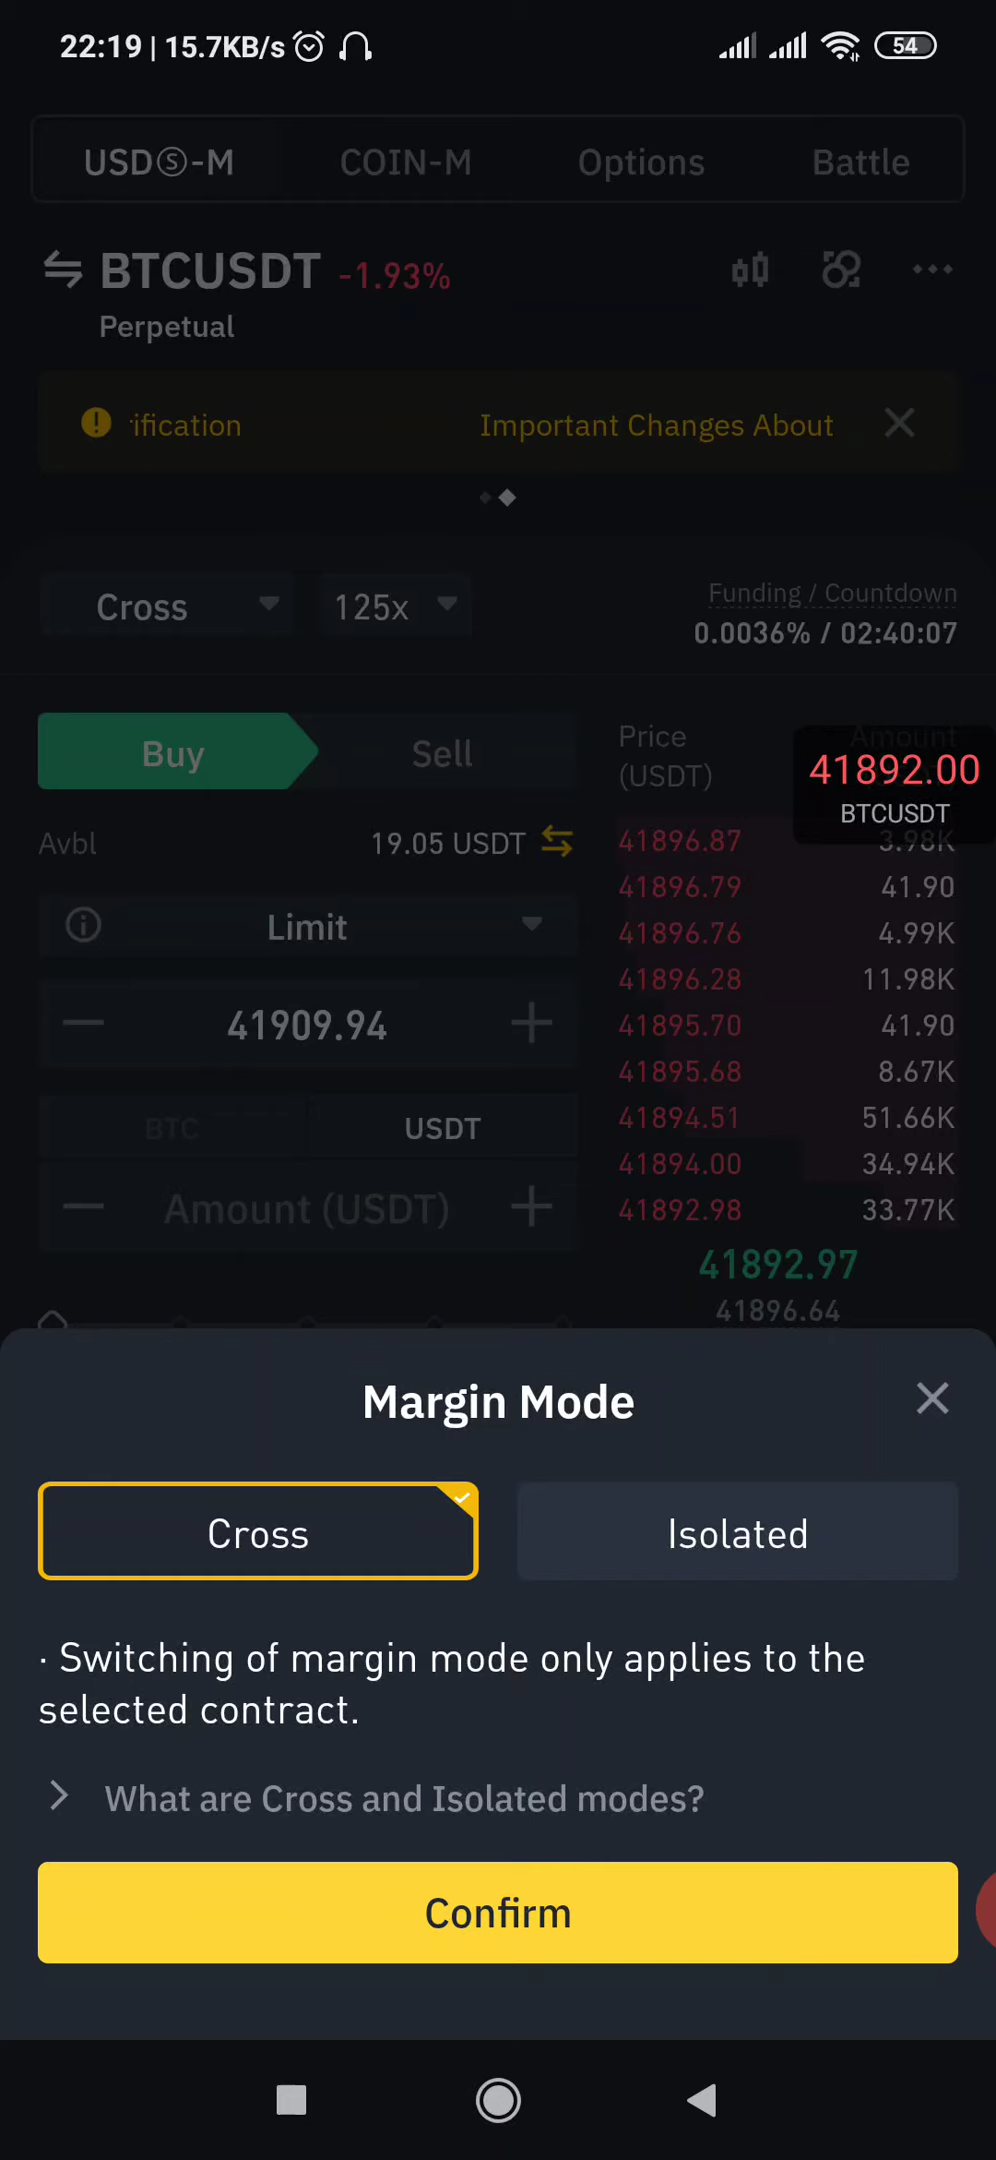 22:19 | 15.7KB/s
54
USDⓈ-M COIN-M Options Battle
BTCUSDT -1.93%
Perpetual
ification Important Changes About
Cross 125x
Funding / Countdown
0.0036% / 02:40:07
Buy Sell
Price Amount
(USDT)
41892.00
BTCUSDT
Avbl 19.05 USDT
41896.87 3.98K
41896.79 41.90
Limit
41896.76 4.99K
41896.28 11.98K
41909.94
41895.70 41.90
41895.68 8.67K
BTC USDT
41894.51 51.66K
41894.00 34.94K
Amount (USDT)
41892.98 33.77K
41892.97
41896.64
Margin Mode
Cross Isolated
· Switching of margin mode only applies to the
selected contract.
What are Cross and Isolated modes?
Confirm